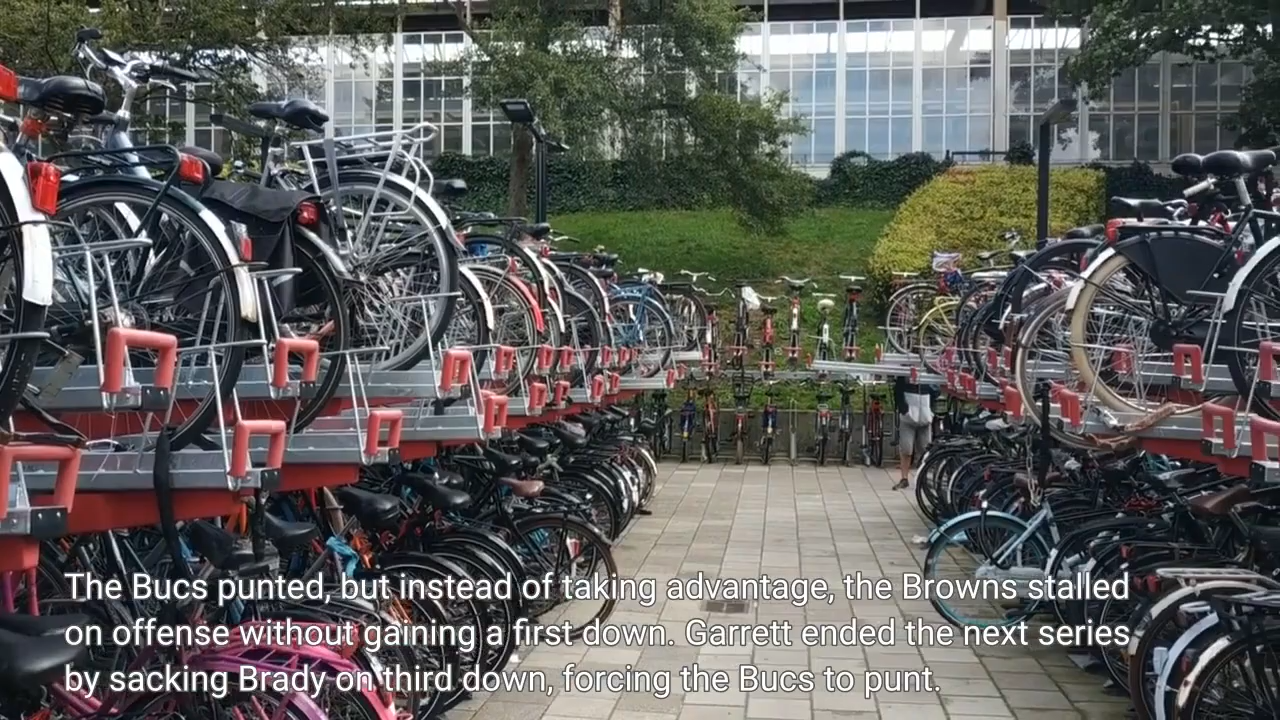 The Bucs punted, but instead of taking advantage, the Browns stalled
on offense without gaining a first down. Garrett ended the next series
by sacking Brady on third down, forcing the Bucs to punt.